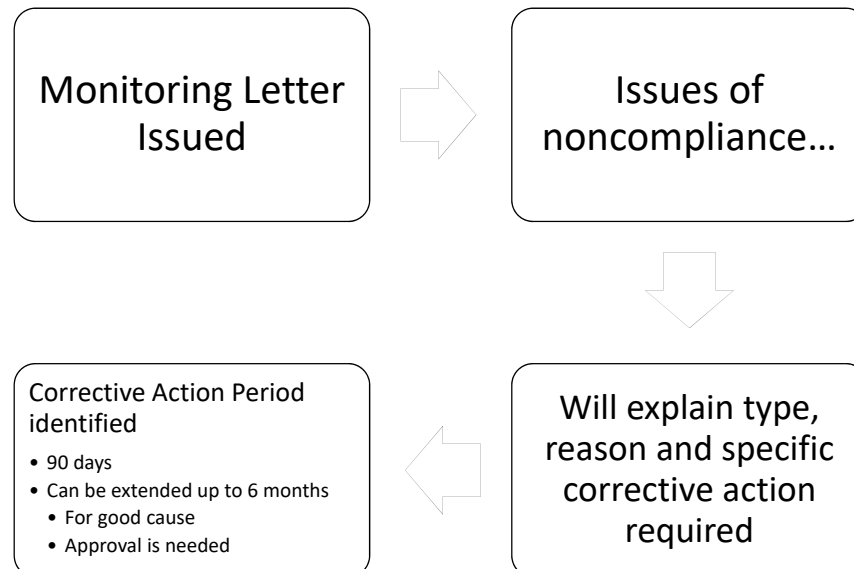 Monitoring Letter
Issued
Issues of
noncompliance...
Will explain type,
reason and specific
corrective action
required
Corrective Action Period
identified
• 90 days
• Can be extended up to 6 months
• For good cause
• Approval is needed